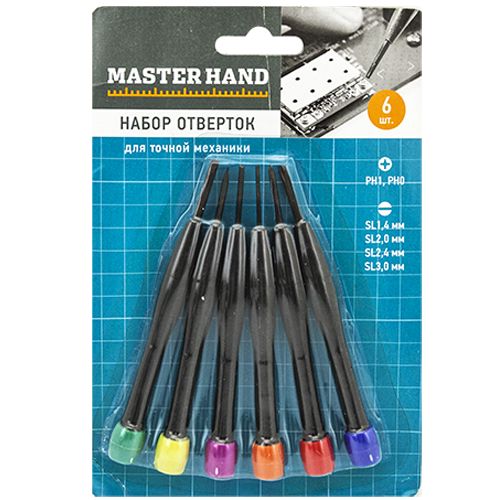 MASTER HAND
НАБОР ОТВЕРТОК
для точной механики
6
шт.
PH1, PH0
SL1,4 мм
SL2,0 мм
SL2,4 мм
SL3,0 мм